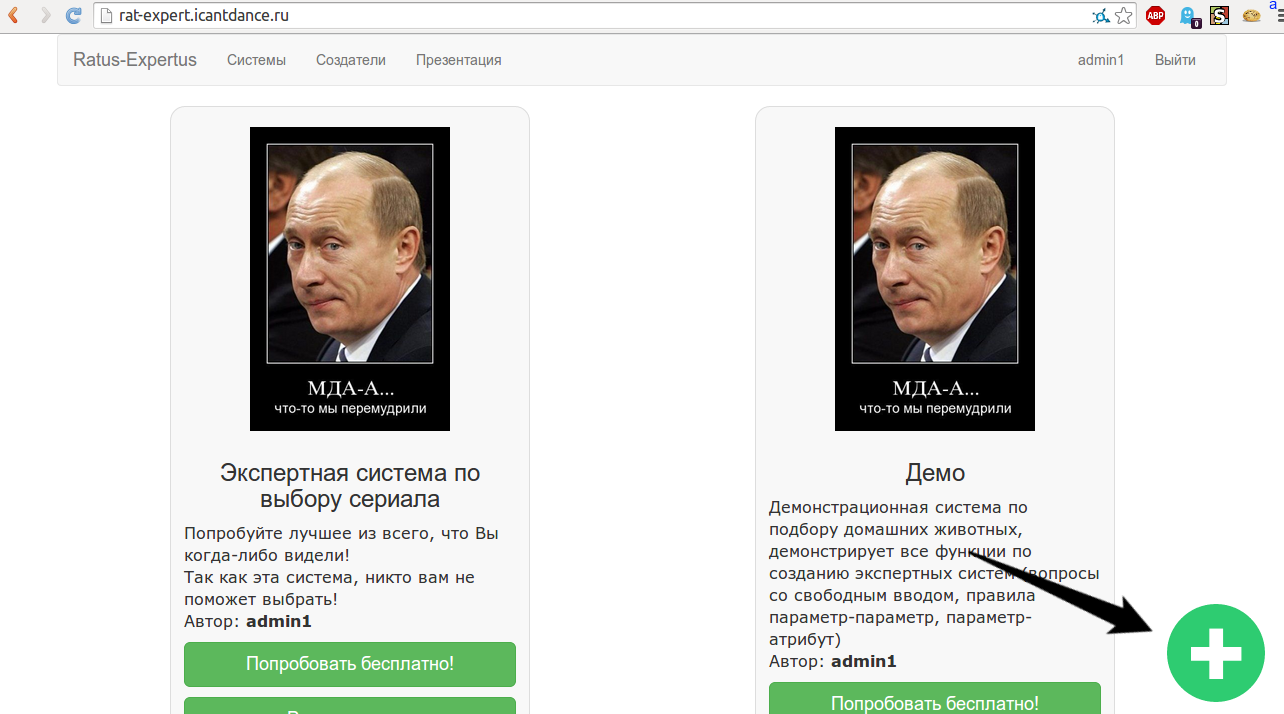 rat-expert.icantdance.ru
ABP
0
S
a
Ratus-Expertus Системы Создатели Презентация admin1 Выйти
МДА-А...
что-то мы перемудрили
Экспертная система по
выбору сериала
Попробуйте лучшее из всего, что Вы
когда-либо видели!
Так как эта система, никто вам не
поможет выбрать!
Автор: admin1
Попробовать бесплатно!
МДА-А...
что-то мы перемудрили
Демо
Демонстрационная система по
подбору домашних животных,
демонстрирует все функции по
созданию экспертных систем (вопросы
со свободным вводом, правила
параметр-параметр, параметр-
атрибут)
Автор: admin1
Попробовать бесплатно!